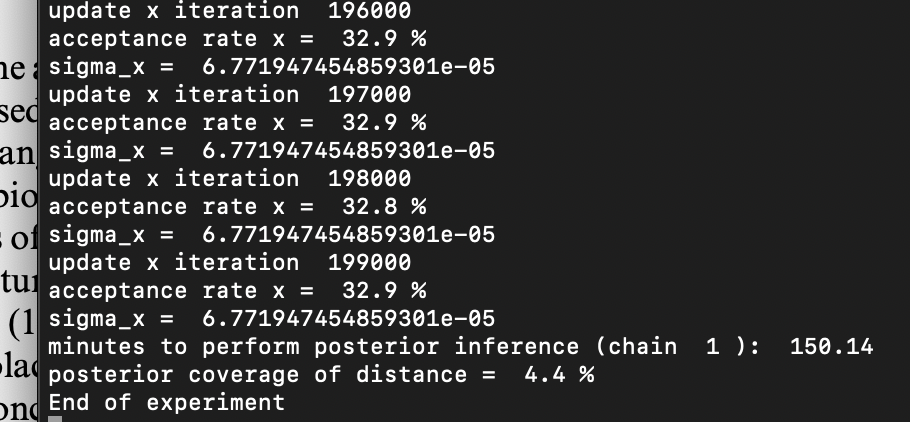 update x iteration  196000
acceptance rate x =  32.9 %
sigma_x =  6.771947454859301e-05
update x iteration  197000
acceptance rate x =  32.9 %
sigma_x =  6.771947454859301e-05
update x iteration  198000
acceptance rate x =  32.8 %
sigma_x =  6.771947454859301e-05
update x iteration  199000
acceptance rate x =  32.9 %
sigma_x =  6.771947454859301e-05
minutes to perform posterior inference (chain  1 ):  150.14
posterior coverage of distance =  4.4 %
End of experiment